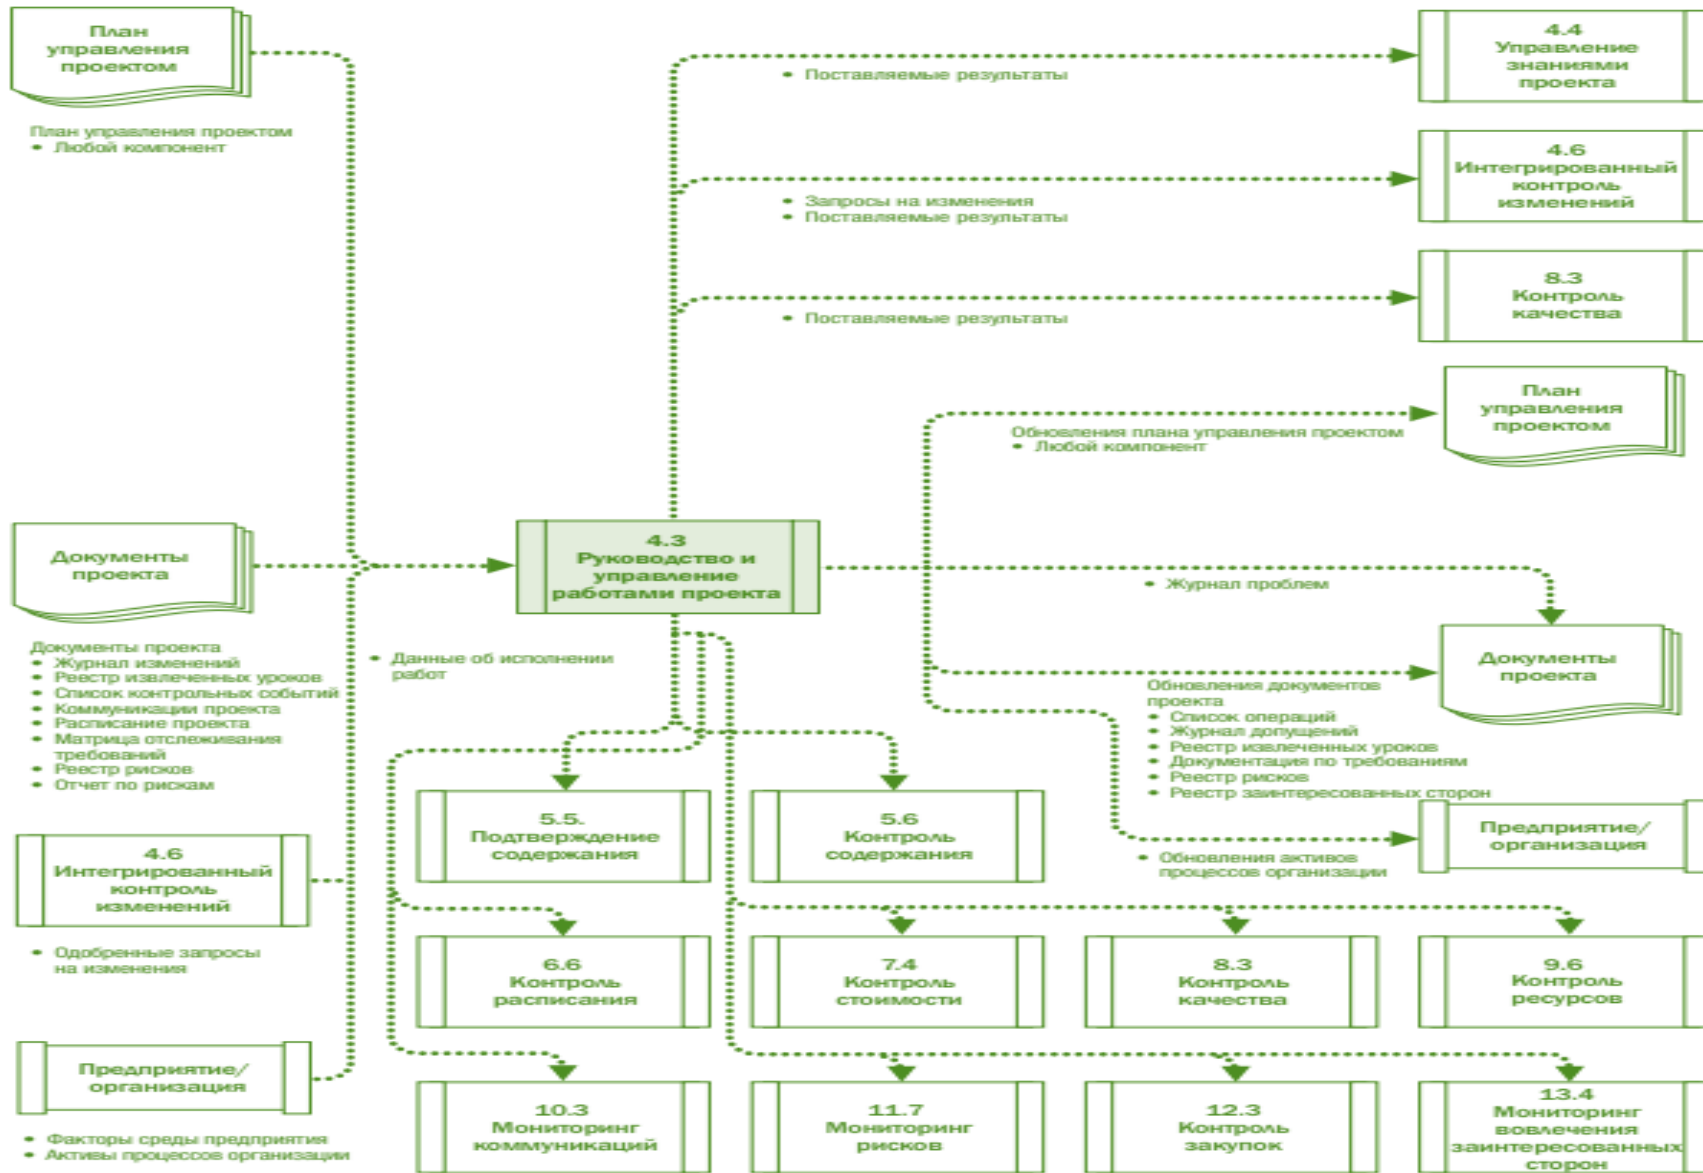 План
управления
проектом
План управления проектом
• Любой компонент
Документы
проекта
Документы проекта
• Журнал изменений
• Реестр извлеченных уроков
• Список контрольных событий
• Коммуникации проекта
• Расписание проекта
• Матрица отслеживания
требований
• Реестр рисков
• Отчет по рискам
4.6
Интегрированный
контроль
изменений
• Одобренные запросы
на изменения
Предприятие/
организация
• Факторы среды предприятия
• Активы процессов организации
4.3
Руководство и
управление
работами проекта
• Данные об исполнении
работ
• Поставляемые результаты
4.4
Управление
знаниями
проекта
• Запросы на изменения
• Поставляемые результаты
4.6
Интегрированный
контроль
изменений
• Поставляемые результаты
8.3
Контроль
качества
Обновления плана управления проектом
• Любой компонент
План
управления
проектом
• Журнал проблем
Документы
проекта
Обновления документов
проекта
• Список операций
• Журнал допущений
• Реестр извлеченных уроков
• Документация по требованиям
• Реестр рисков
• Реестр заинтересованных сторон
Предприятие/
организация
• Обновления активов
процессов организации
5.5.
Подтверждение
содержания
5.6
Контроль
содержания
6.6
Контроль
расписания
7.4
Контроль
стоимости
8.3
Контроль
качества
9.6
Контроль
ресурсов
10.3
Мониторинг
коммуникаций
11.7
Мониторинг
рисков
12.3
Контроль
закупок
13.4
Мониторинг
вовлечения
заинтересованных
сторон